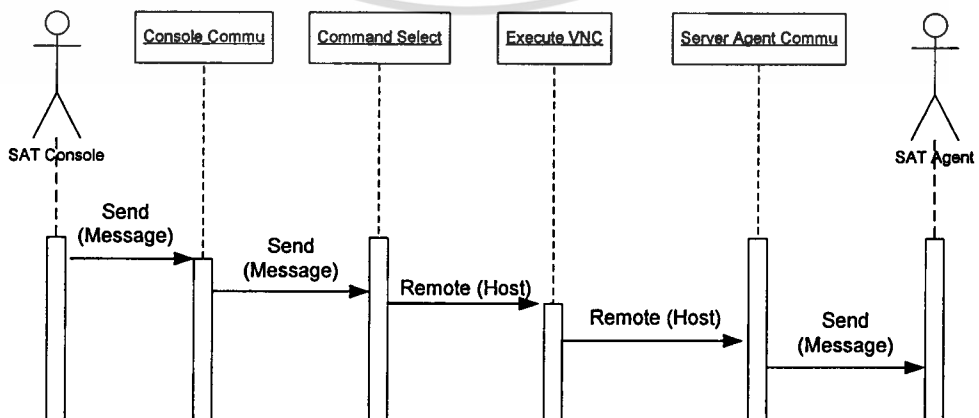 Console Commu
Command Select
Execute VNC
Server Agent Commu
SAT Console
SAT Agent
Send
(Message)
Send
(Message)
Remote (Host)
Remote (Host)
Send
(Message)